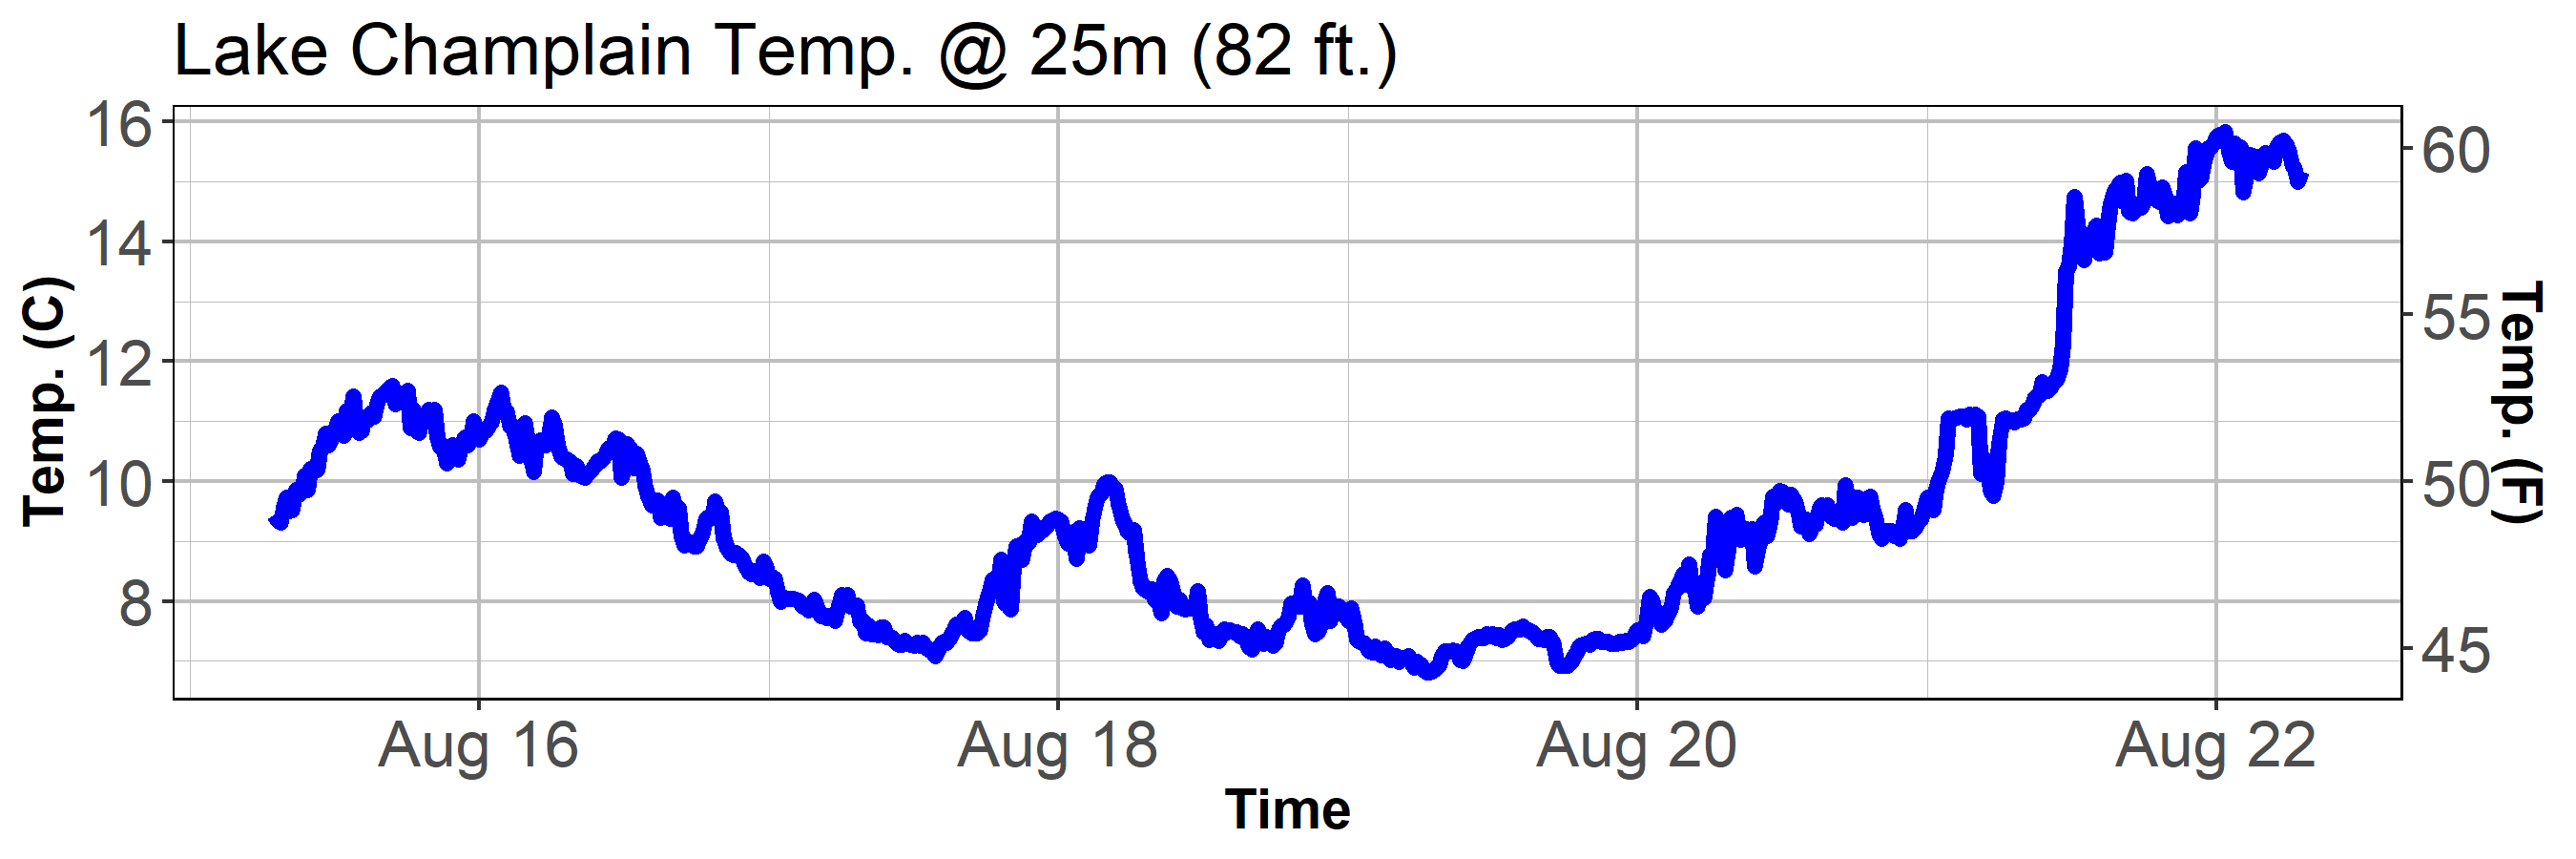 Lake Champlain Temp. @ 25m (82 ft.)
16
14
12
10
8
Temp. (C)
60
55
50
45
Temp. (F)
Aug 16
Aug 18
Aug 20
Aug 22
Time